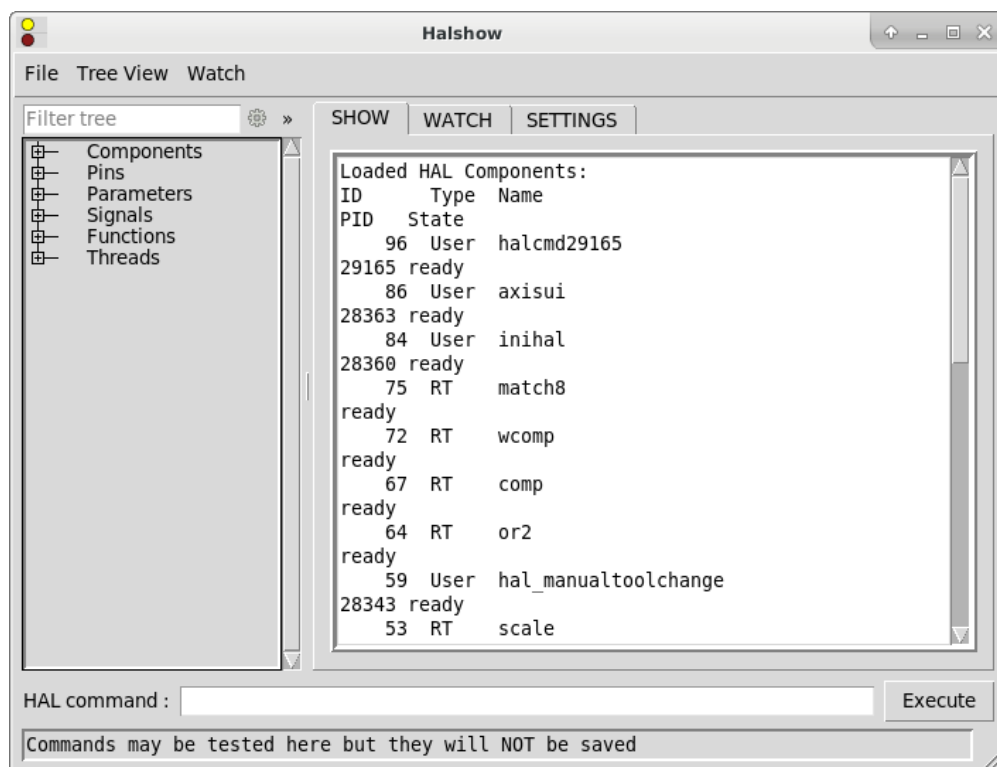 Halshow
File Tree View Watch
Filter tree »
Components
Pins
Parameters
Signals
Functions
Threads
SHOW WATCH SETTINGS
Loaded HAL Components:
ID Type Name
PID State
96 User halcmd29165
29165 ready
86 User axisui
28363 ready
84 User inihal
28360 ready
75 RT match8
ready
72 RT wcomp
ready
67 RT comp
ready
64 RT or2
ready
59 User hal_manualtoolchange
28343 ready
53 RT scale
HAL command :
Execute
Commands may be tested here but they will NOT be saved